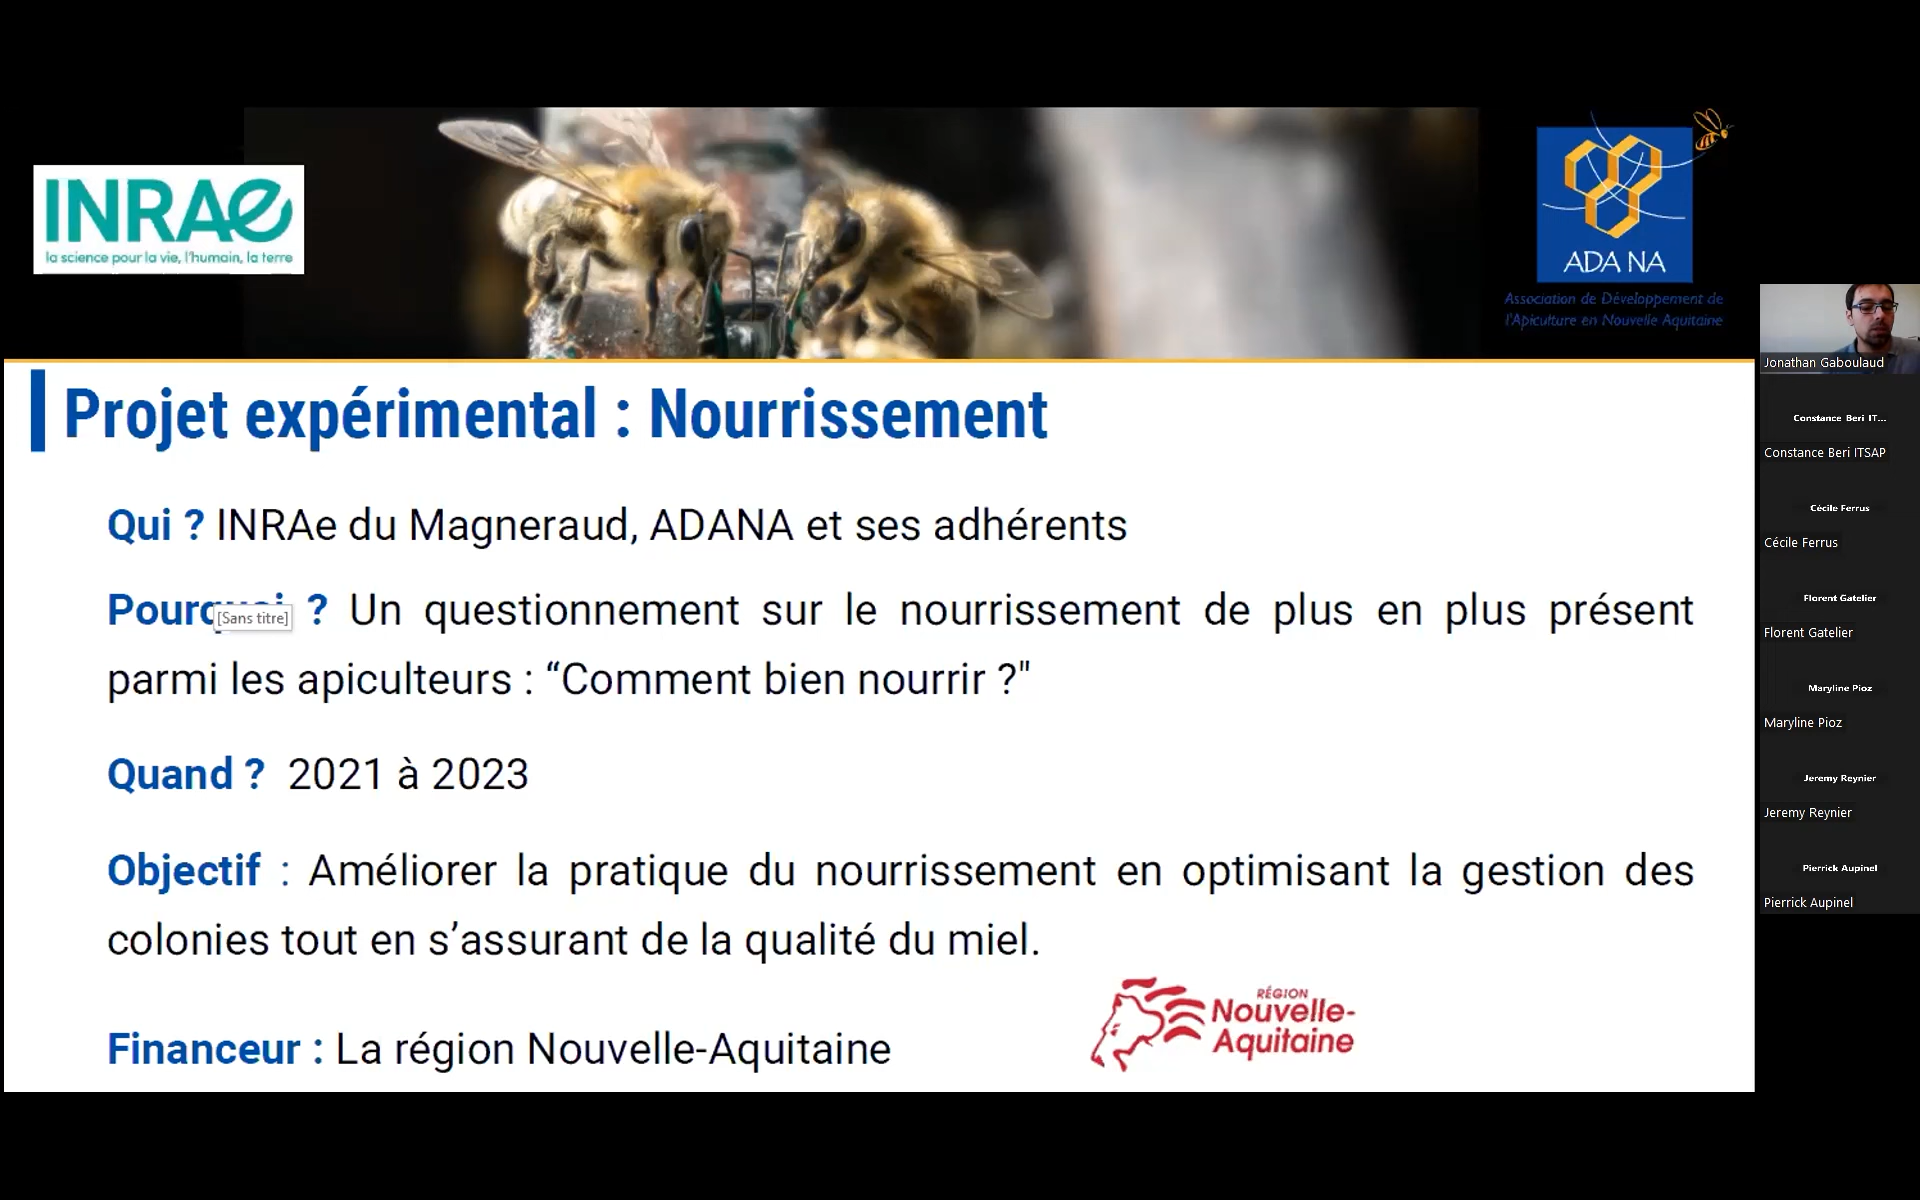 INRAe
la science pour la vie, l'humain, la terre
ADA NA
Association de Développement de
l'Apiculture en Nouvelle Aquitaine
Projet expérimental : Nourrissement
Qui ? INRAe du Magneraud, ADANA et ses adhérents
Pourquoi ? Un questionnement sur le nourrissement de plus en plus présent
[Sans titre]
parmi les apiculteurs : “Comment bien nourrir ?"
Quand ? 2021 à 2023
Objectif : Améliorer la pratique du nourrissement en optimisant la gestion des
colonies tout en s’assurant de la qualité du miel.
Financeur : La région Nouvelle-Aquitaine
RÉGION
Nouvelle-
Aquitaine
Jonathan Gaboulaud
Constance Beri IT...
Constance Beri ITSAP
Cécile Ferrus
Cécile Ferrus
Florent Gatelier
Florent Gatelier
Maryline Pioz
Maryline Pioz
Jeremy Reynier
Jeremy Reynier
Pierrick Aupinel
Pierrick Aupinel